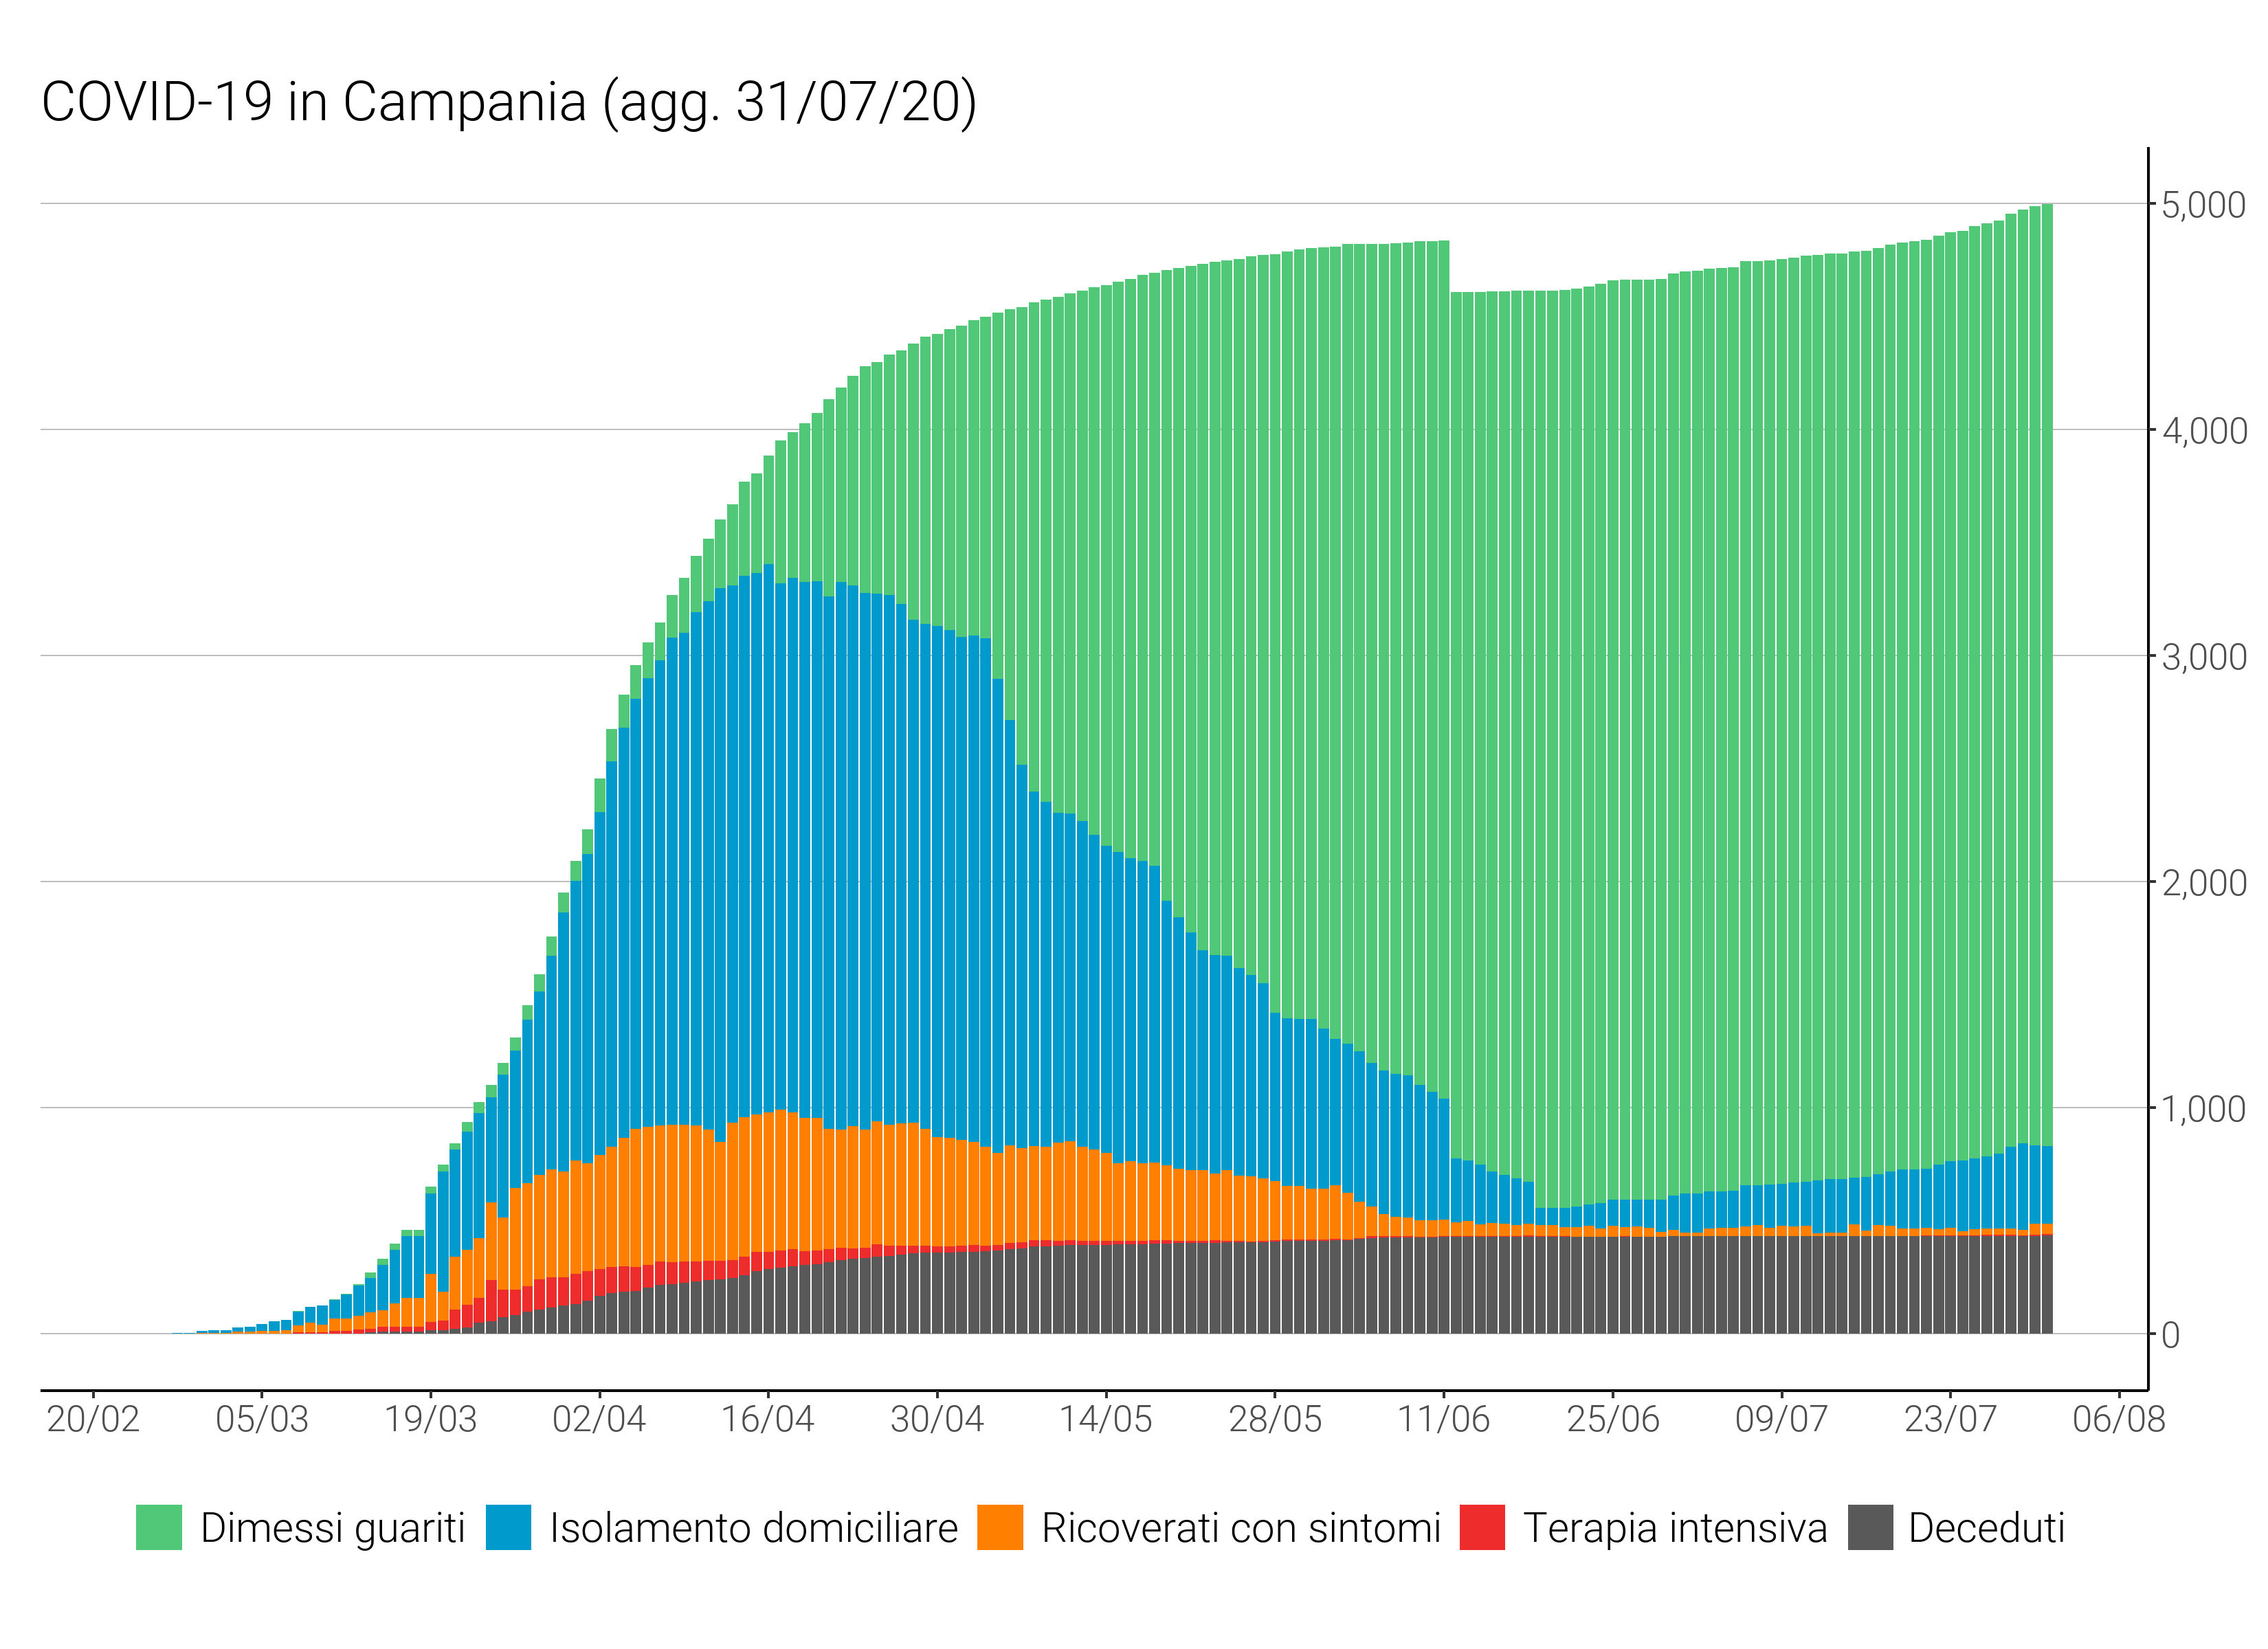 COVID-19 in Campania (agg. 31/07/20)
5,000
4,000
3,000
2,000
1,000
0
20/02 05/03 19/03 02/04 16/04 30/04 14/05 28/05 11/06 25/06 09/07 23/07 06/08
Dimessi guariti Isolamento domiciliare Ricoverati con sintomi Terapia intensiva Deceduti